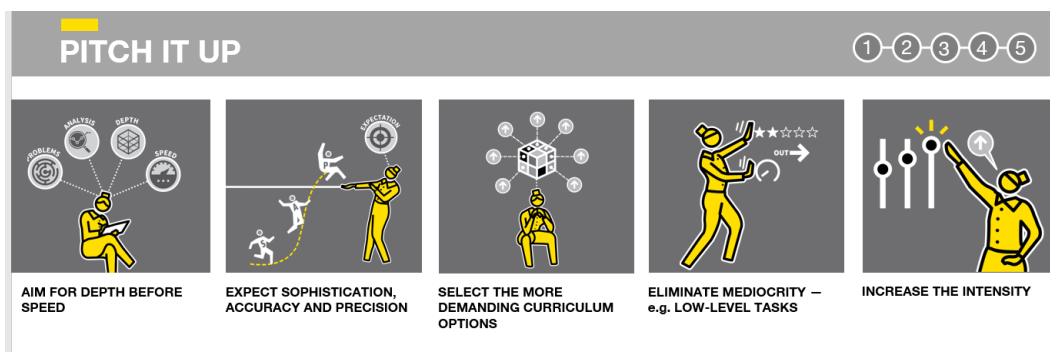 PITCH IT UP
1 2 3 4 5
ROBLEMS
ANALYSIS
DEPTH
SPEED
EXPECTATION
OUT
AIM FOR DEPTH BEFORE
SPEED
EXPECT SOPHISTICATION,
ACCURACY AND PRECISION
SELECT THE MORE
DEMANDING CURRICULUM
OPTIONS
ELIMINATE MEDIOCRITY —
e.g. LOW-LEVEL TASKS
INCREASE THE INTENSITY